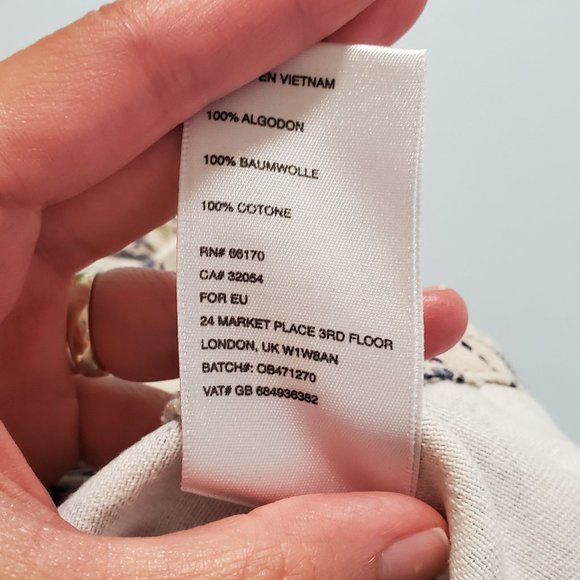 EN VIETNAM
100% ALGODON
100% BAUMWOLLE
100% COTONE
RN# 66170
CA# 32054
FOR EU
24 MARKET PLACE 3RD FLOOR
LONDON, UK W1W8AN
BATCH#: OB471270
VAT# GB 684936382